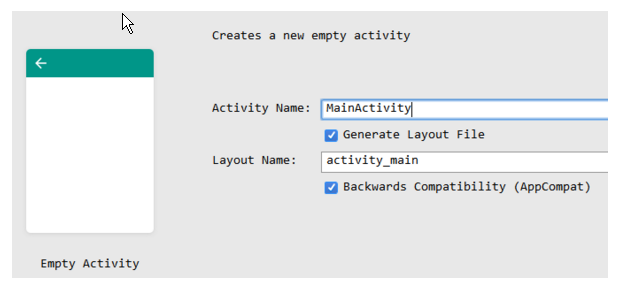 Creates a new empty activity
Activity Name: MainActivity
Generate Layout File
Layout Name: activity_main
Backwards Compatibility (AppCompat)
Empty Activity